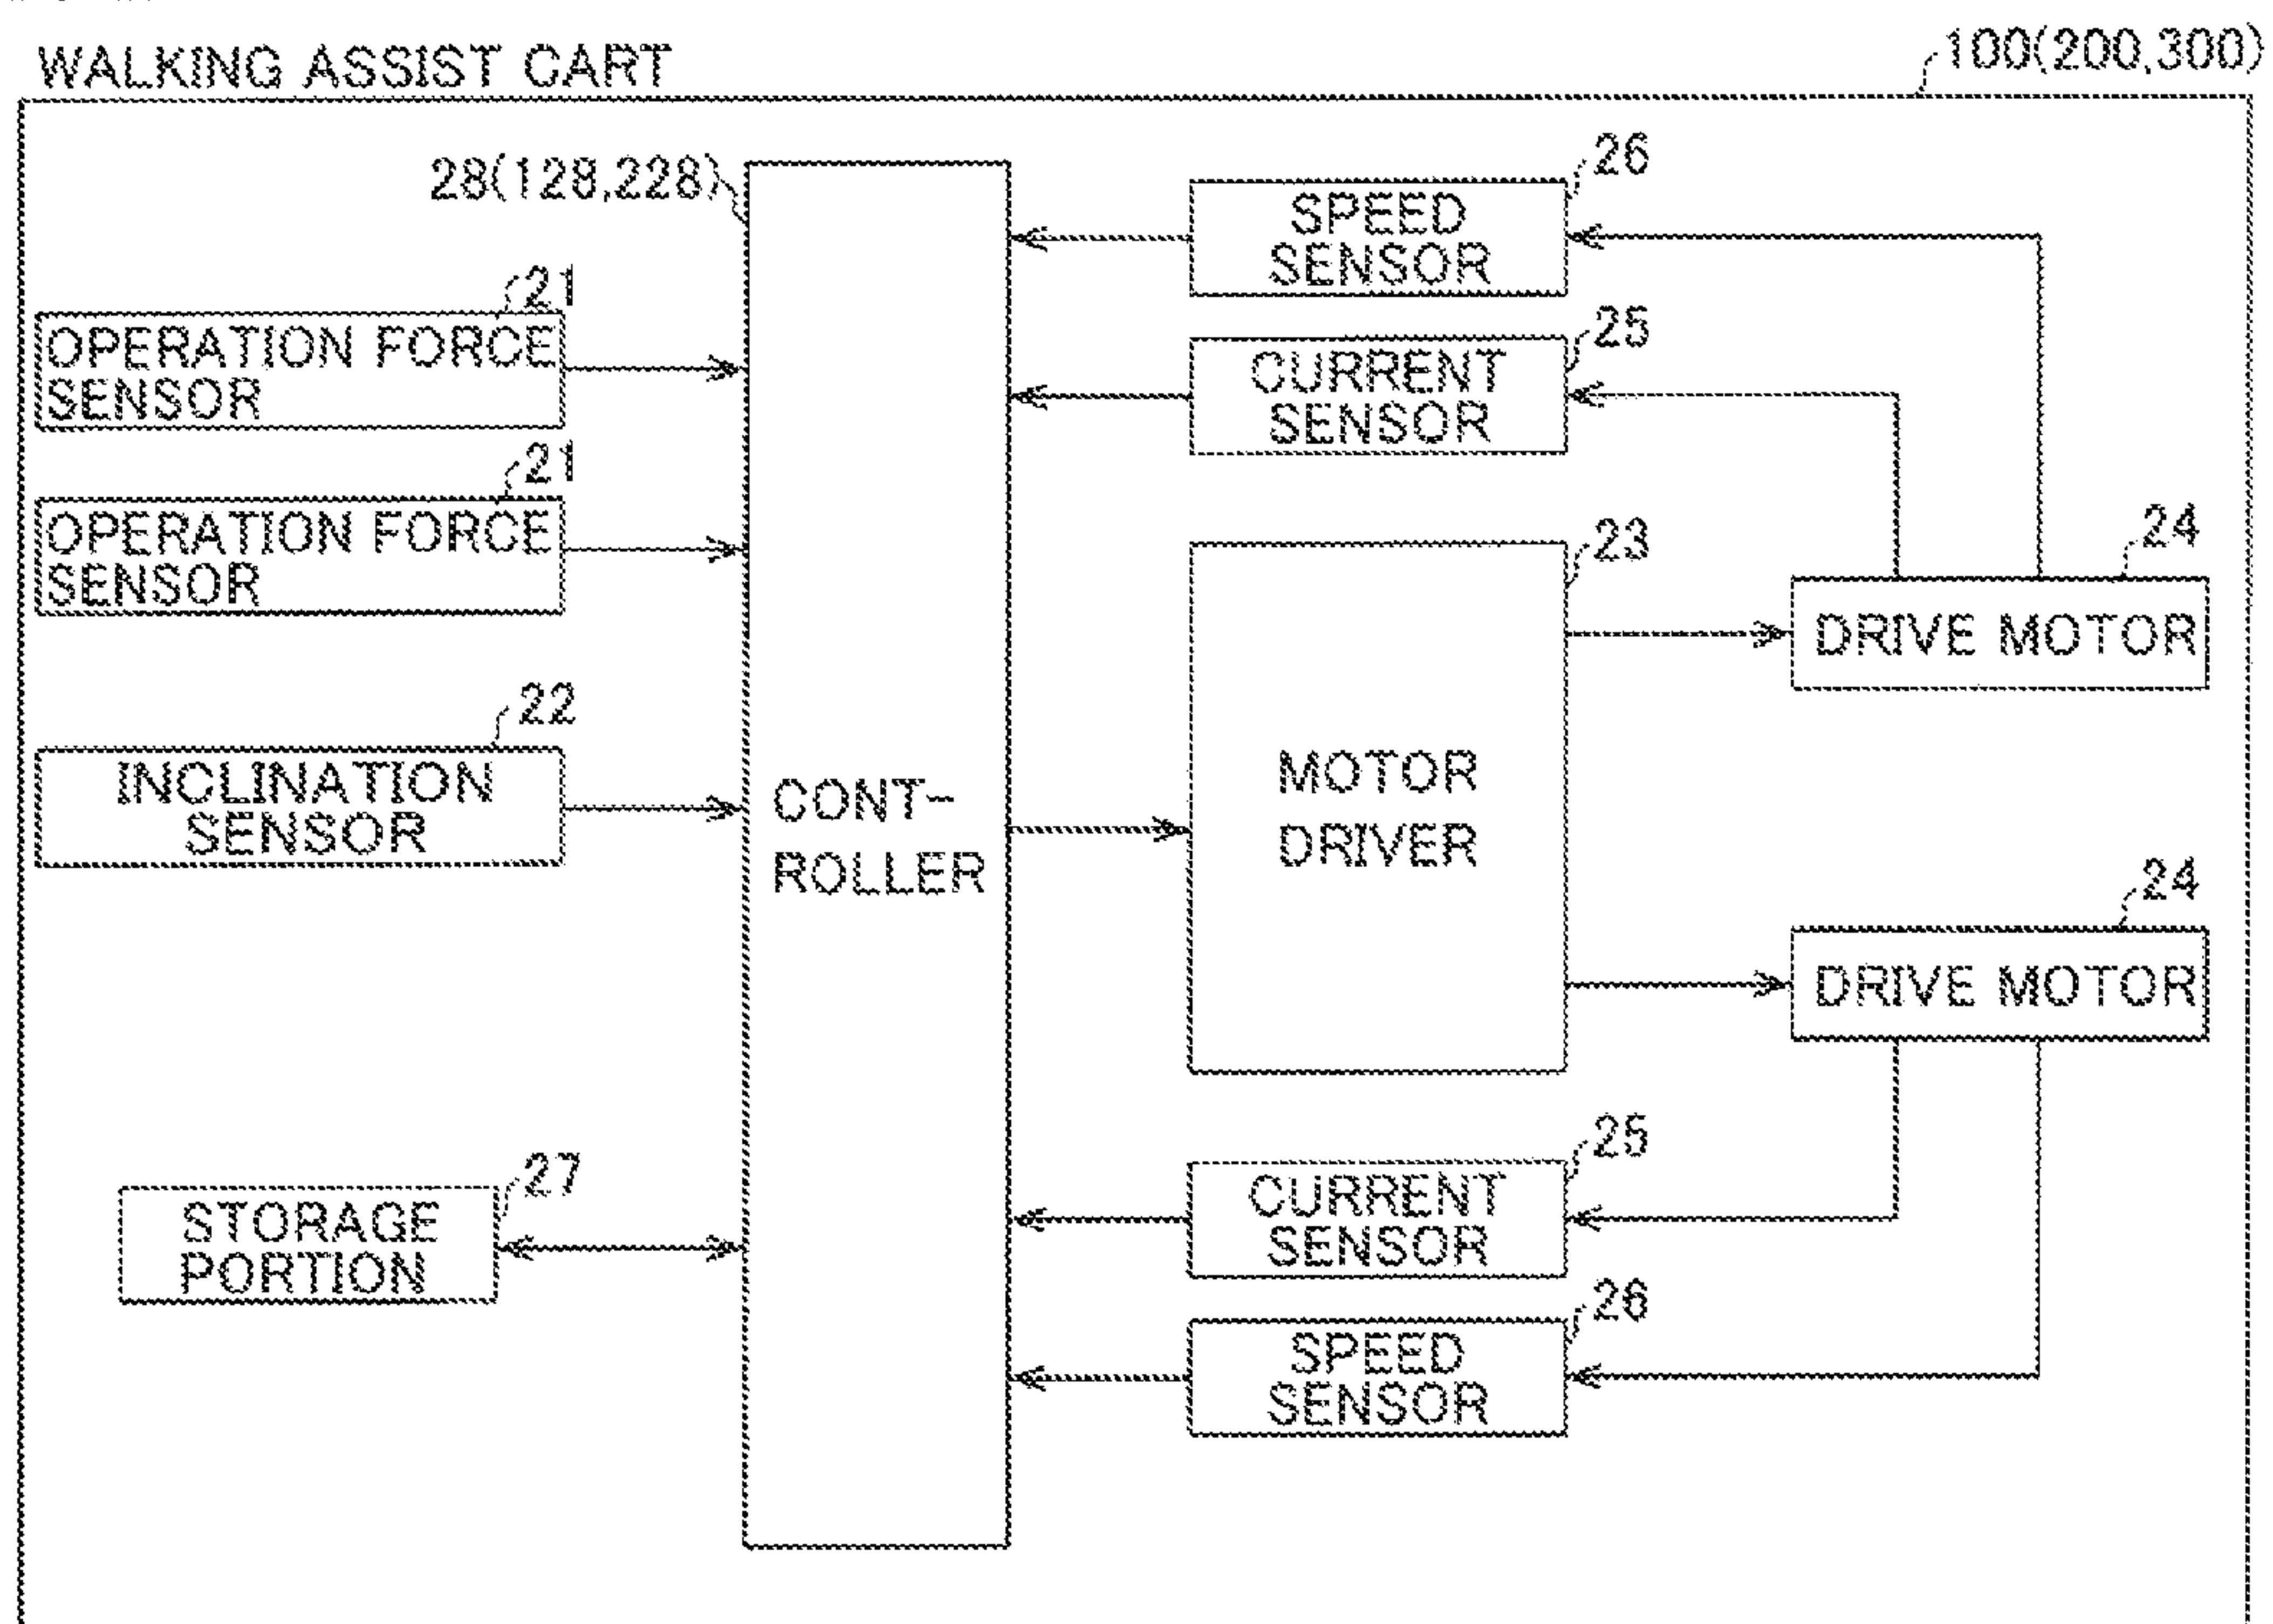 WALKING ASSIST CART
100(200,300)
28(128,228)
26
SPEED
SENSOR
21
OPERATION FORCE
SENSOR
25
CURRENT
SENSOR
21
OPERATION FORCE
SENSOR
23
24
DRIVE MOTOR
22
INCLINATION
SENSOR
CONT-
ROLLER
MOTOR
DRIVER
24
DRIVE MOTOR
27
STORAGE
PORTION
25
CURRENT
SENSOR
26
SPEED
SENSOR